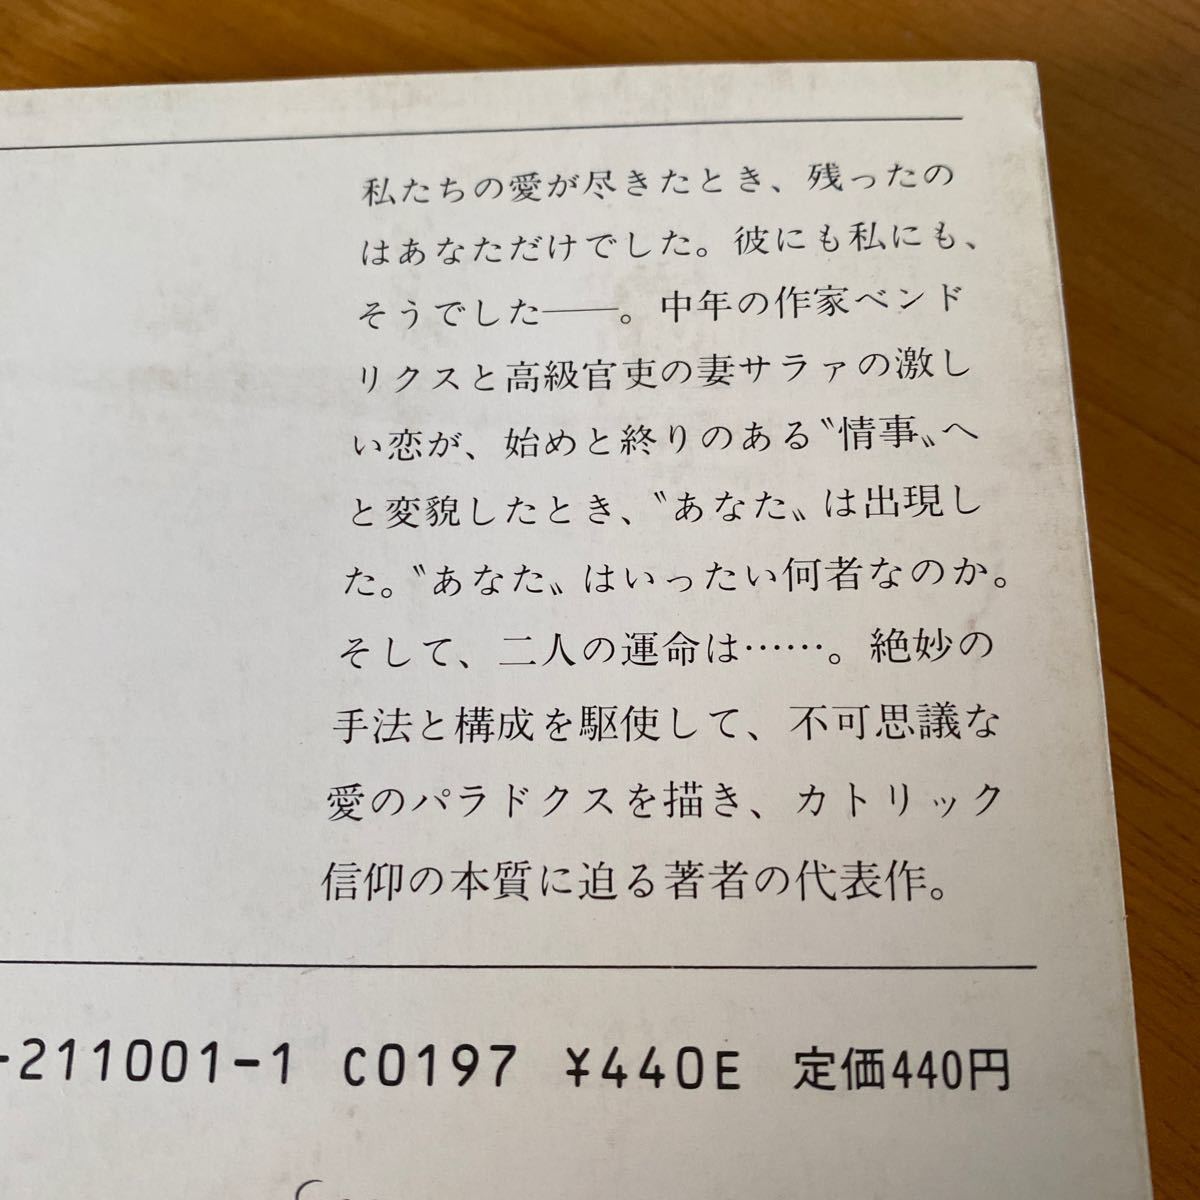 私たちの愛が尽きたとき、残ったの
はあなただけでした。彼にも私にも、
そうでした――。中年の作家ベンド
リクスと高級官吏の妻サラァの激し
い恋が、始めと終りのある〝情事〟へ
と変貌したとき、〝あなた〟は出現し
た。〝あなた〟はいったい何者なのか。
そして、二人の運命は……。絶妙の
手法と構成を駆使して、不可思議な
愛のパラドクスを描き、カトリック
信仰の本質に迫る著者の代表作。
-211001-1 C0197 ¥440E 定価440円